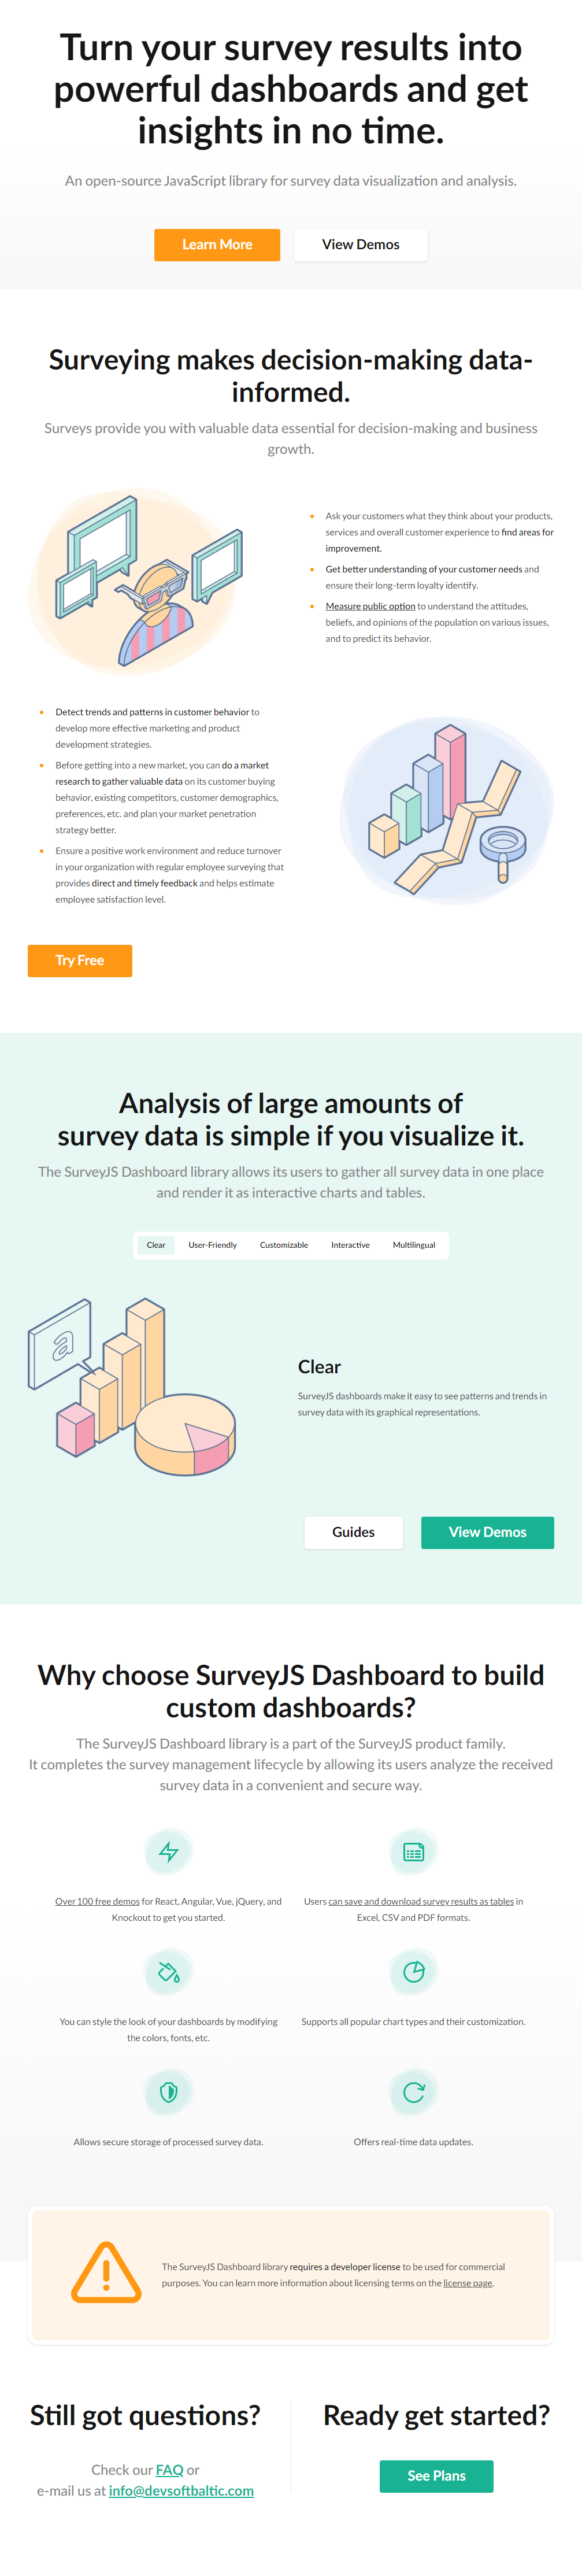 Turn your survey results into
powerful dashboards and get
insights in no time.
An open-source JavaScript library for survey data visualization and analysis.
Learn More
View Demos
Surveying makes decision-making data-
informed.
Surveys provide you with valuable data essential for decision-making and business
growth.
Ask your customers what they think about your products,
services and overall customer experience to find areas for
improvement.
Get better understanding of your customer needs and
ensure their long-term loyalty identify.
Measure public option to understand the attitudes,
beliefs, and opinions of the population on various issues,
and to predict its behavior.
Detect trends and patterns in customer behavior to
develop more effective marketing and product
development strategies.
Before getting into a new market, you can do a market
research to gather valuable data on its customer buying
behavior, existing competitors, customer demographics,
preferences, etc. and plan your market penetration
strategy better.
Ensure a positive work environment and reduce turnover
in your organization with regular employee surveying that
provides direct and timely feedback and helps estimate
employee satisfaction level.
Try Free
Analysis of large amounts of
survey data is simple if you visualize it.
The SurveyJS Dashboard library allows its users to gather all survey data in one place
and render it as interactive charts and tables.
Clear
User-Friendly
Customizable
Interactive
Multilingual
a
Clear
SurveyJS dashboards make it easy to see patterns and trends in
survey data with its graphical representations.
Guides
View Demos
Why choose SurveyJS Dashboard to build
custom dashboards?
The SurveyJS Dashboard library is a part of the SurveyJS product family.
It completes the survey management lifecycle by allowing its users analyze the received
survey data in a convenient and secure way.
Over 100 free demos for React, Angular, Vue, jQuery, and
Knockout to get you started.
Users can save and download survey results as tables in
Excel, CSV and PDF formats.
You can style the look of your dashboards by modifying
the colors, fonts, etc.
Supports all popular chart types and their customization.
Allows secure storage of processed survey data.
Offers real-time data updates.
The SurveyJS Dashboard library requires a developer license to be used for commercial
purposes. You can learn more information about licensing terms on the license page.
Still got questions?
Check our FAQ or
e-mail us at info@devsoftbaltic.com
Ready get started?
See Plans